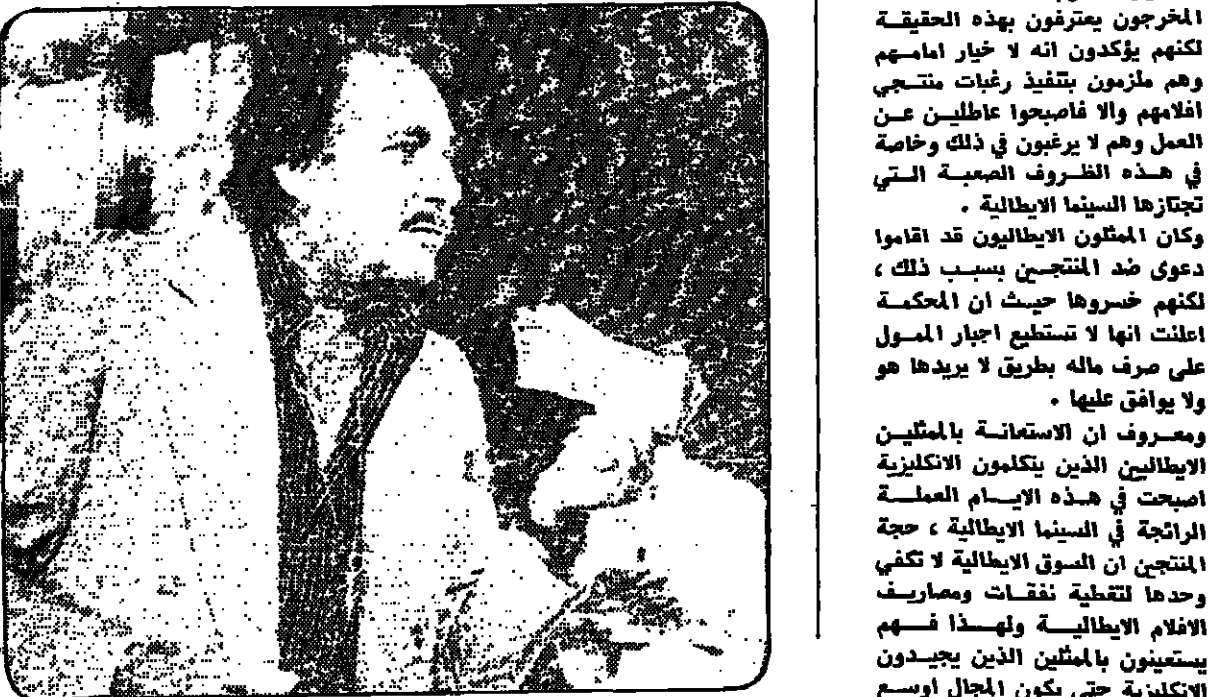 المخرجون يعترفون بهذه الحقيقة
لكنهم يؤكدون انه لا خيار امامهم
وهم ملزمون بتنفيذ رغبات منتجي
افلامهم والا فاصبحوا عاطلين عن
العمل وهم لا يرغبون في ذلك وخاصة
في هذه الظروف الصعبة التي
تجتازها السينما الايطالية .
وكان الممثلون الايطاليون قد اقاموا
دعوى ضد المنتجين بسبب ذلك ،
لكنهم خسروها حيث ان المحكمة
اعلنت انها لا تستطيع اجبار الممول
على صرف ماله بطريق لا يريدها هو
ولا يوافق عليها .
ومعروف ان الاستعانة بالممثلين
الايطاليين الذين يتكلمون الانكليزية
اصبحت في هذه الايام العملة
الرائجة في السينما الايطالية ، حجة
المنتجين ان السوق الايطالية لا تكفي
وحدها لتغطية نفقات ومصاريف
الافلام الايطالية ولهذا فهم
يستعينون بالممثلين الذين يجيدون
الانكليزية حتى يكون المجال اوسع